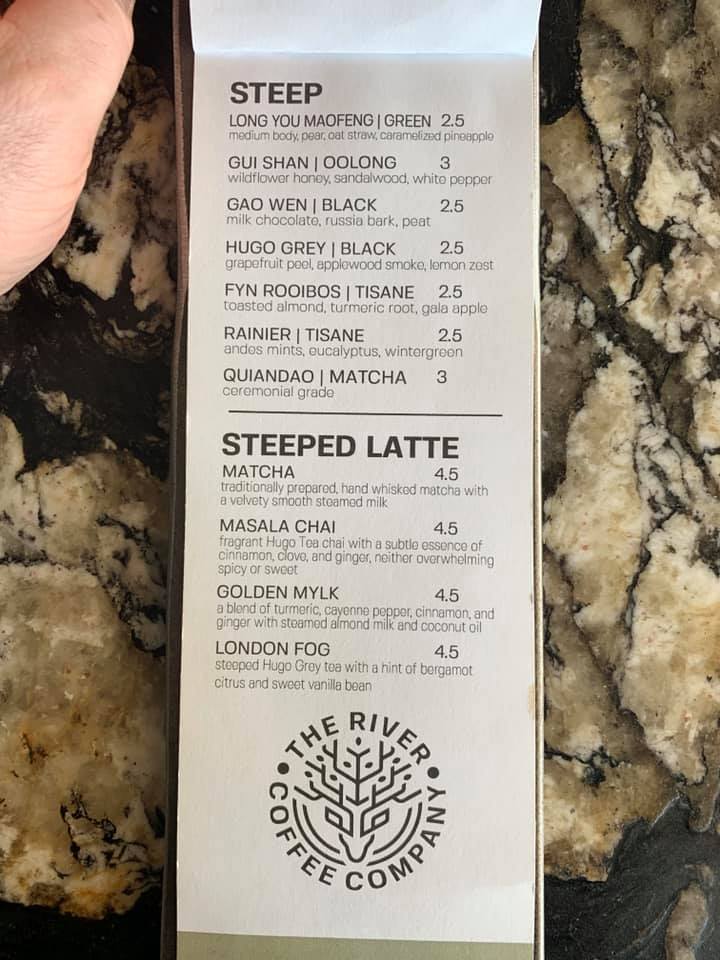 STEEP
LONG YOU MAOFENG | GREEN 2.5
medium body, pear, oat straw, caramelized pineapple
GUI SHAN | OOLONG 3
wildflower honey, sandalwood, white pepper
GAO WEN | BLACK 2.5
milk chocolate, russia bark, peat
HUGO GREY | BLACK 2.5
grapefruit peel, applewood smoke, lemon zest
FYN ROOIBOS | TISANE 2.5
toasted almond, turmeric root, gala apple
RAINIER | TISANE 2.5
andes mints, eucalyptus, wintergreen
QUIANDAO | MATCHA 3
ceremonial grade
STEEPED LATTE
MATCHA 4.5
traditionally prepared, hand whisked matcha with
a velvety smooth steamed milk
MASALA CHAI 4.5
fragrant Hugo Tea chai with a subtle essence of
cinnamon, clove, and ginger, neither overwhelming
spicy or sweet
GOLDEN MYLK 4.5
a blend of turmeric, cayenne pepper, cinnamon, and
ginger with steamed almond milk and coconut oil
LONDON FOG 4.5
steeped Hugo Grey tea with a hint of bergamot
citrus and sweet vanilla bean
THE RIVER
COFFEE COMPANY